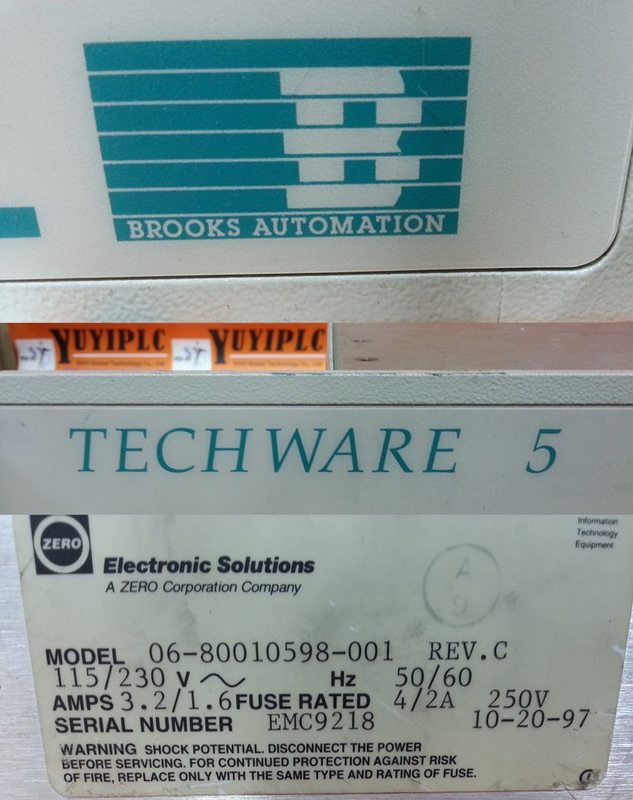 BROOKS AUTOMATION
YUYIPLC YUYIPLC
TECHWARE 5
ZERO
Electronic Solutions
A ZERO Corporation Company
Information
Technology
Equipment
A
9
MODEL 06-80010598-001 REV.C
115/230 V ～ Hz 50/60
AMPS 3.2/1.6 FUSE RATED 4/2A 250V
SERIAL NUMBER EMC9218 10-20-97
WARNING SHOCK POTENTIAL. DISCONNECT THE POWER
BEFORE SERVICING. FOR CONTINUED PROTECTION AGAINST RISK
OF FIRE, REPLACE ONLY WITH THE SAME TYPE AND RATING OF FUSE.